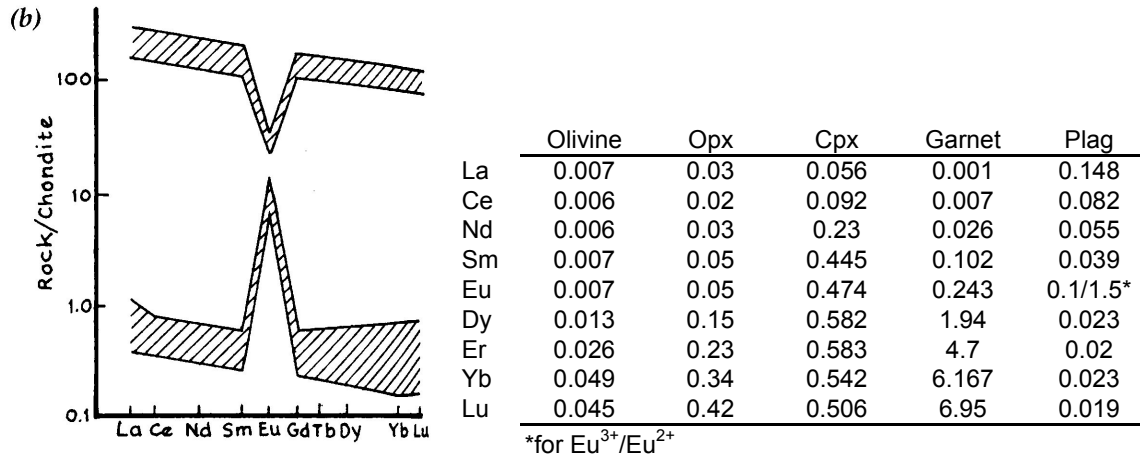 (b)
Rock/Chondite
100
10
1.0
0.1
La Ce Nd Sm Eu Gd Tb Dy Yb Lu
Olivine Opx Cpx Garnet Plag
La 0.007 0.03 0.056 0.001 0.148
Ce 0.006 0.02 0.092 0.007 0.082
Nd 0.006 0.03 0.23 0.026 0.055
Sm 0.007 0.05 0.445 0.102 0.039
Eu 0.007 0.05 0.474 0.243 0.1/1.5*
Dy 0.013 0.15 0.582 1.94 0.023
Er 0.026 0.23 0.583 4.7 0.02
Yb 0.049 0.34 0.542 6.167 0.023
Lu 0.045 0.42 0.506 6.95 0.019
*for Eu³⁺/Eu²⁺